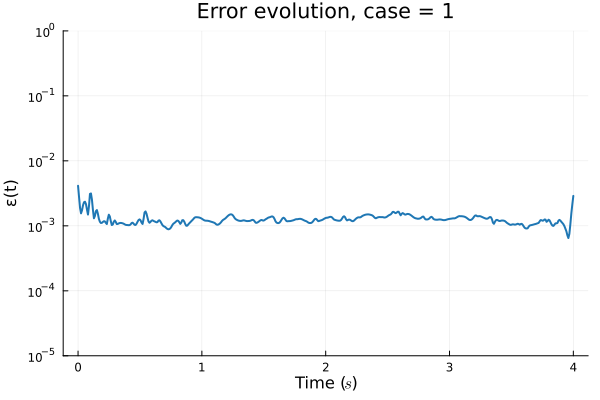 Error evolution, case = 1
10⁰
10⁻¹
10⁻²
10⁻³
10⁻⁴
10⁻⁵
ε(t)
0 1 2 3 4
Time (s)